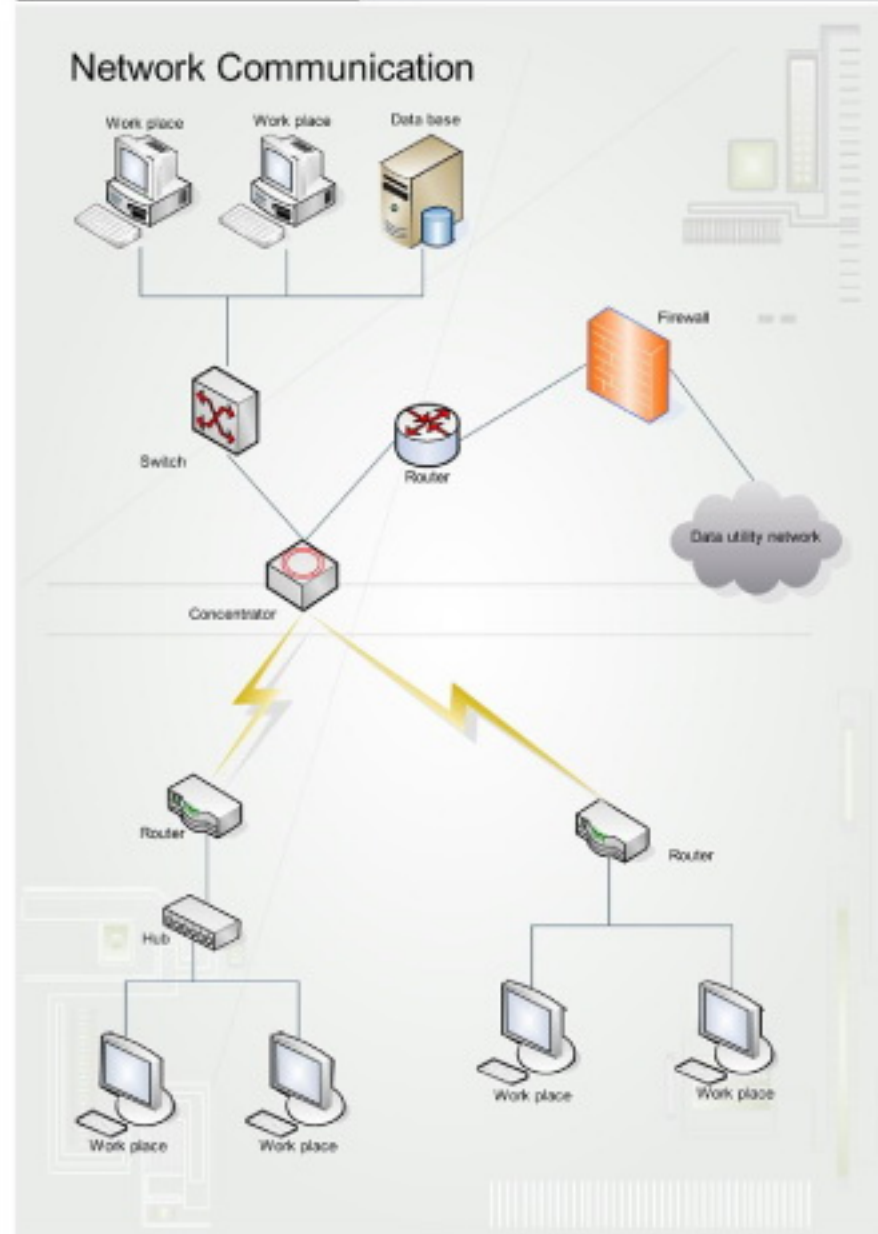 Network Communication
Work place
Work place
Data base
Firewall
Switch
Router
Data utility network
Concentrator
Router
Router
Hub
Work place
Work place
Work place
Work place